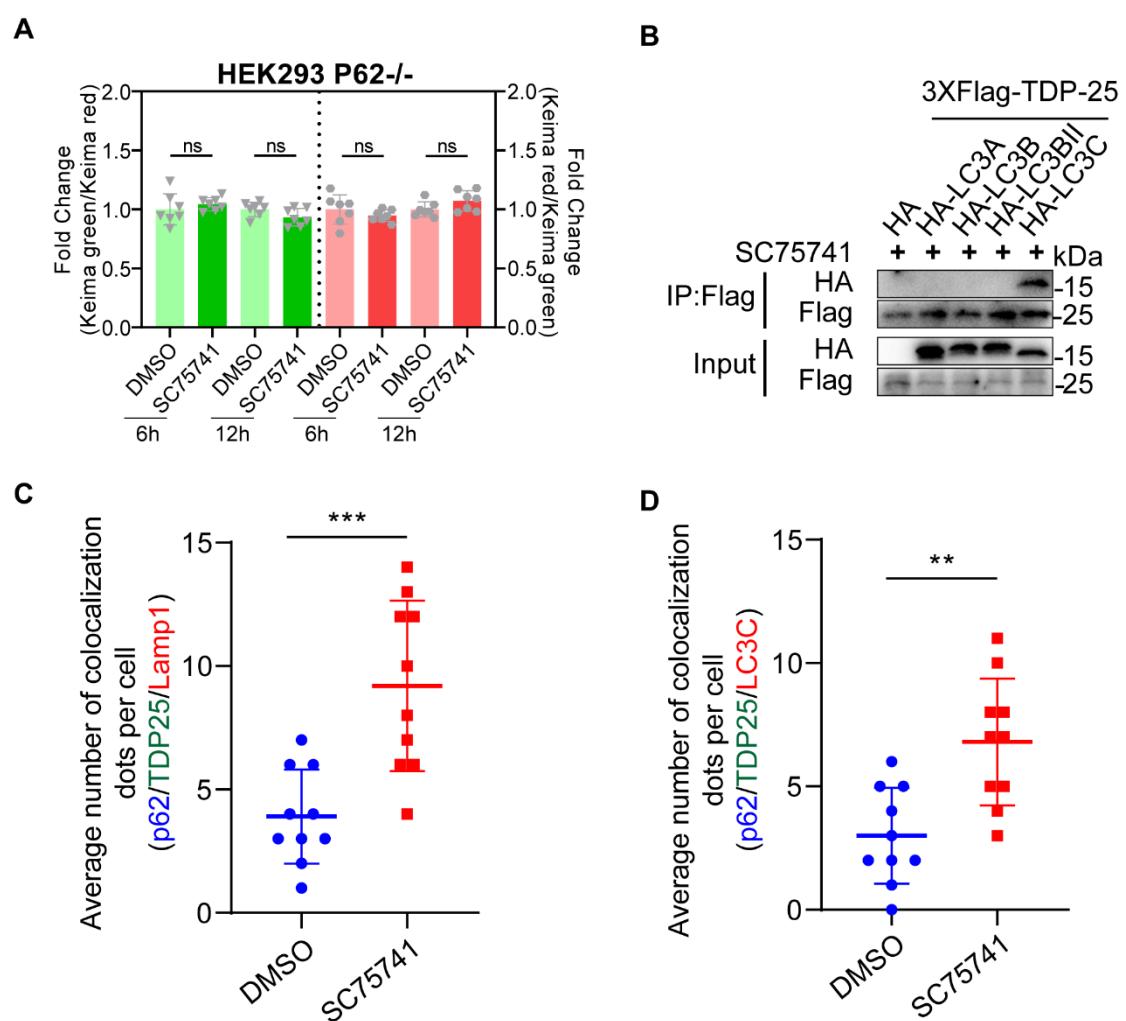 A
HEK293 P62-/-
Fold Change
(Keima green/Keima red)
2.0
1.5
1.0
0.5
0.0
ns
ns
ns
ns
2.0
1.5
1.0
0.5
0.0
Fold Change
(Keima red/Keima green)
DMSO
SC75741
DMSO
SC75741
DMSO
SC75741
DMSO
SC75741
6h
12h
6h
12h
B
3XFlag-TDP-25
HA
HA-LC3A
HA-LC3B
HA-LC3BII
HA-LC3C
SC75741 + + + + + kDa
IP:Flag
HA -15
Flag -25
Input
HA -15
Flag -25
C
Average number of colocalization
dots per cell
(p62/TDP25/Lamp1)
15
10
5
0
***
DMSO
SC75741
D
Average number of colocalization
dots per cell
(p62/TDP25/LC3C)
15
10
5
0
**
DMSO
SC75741